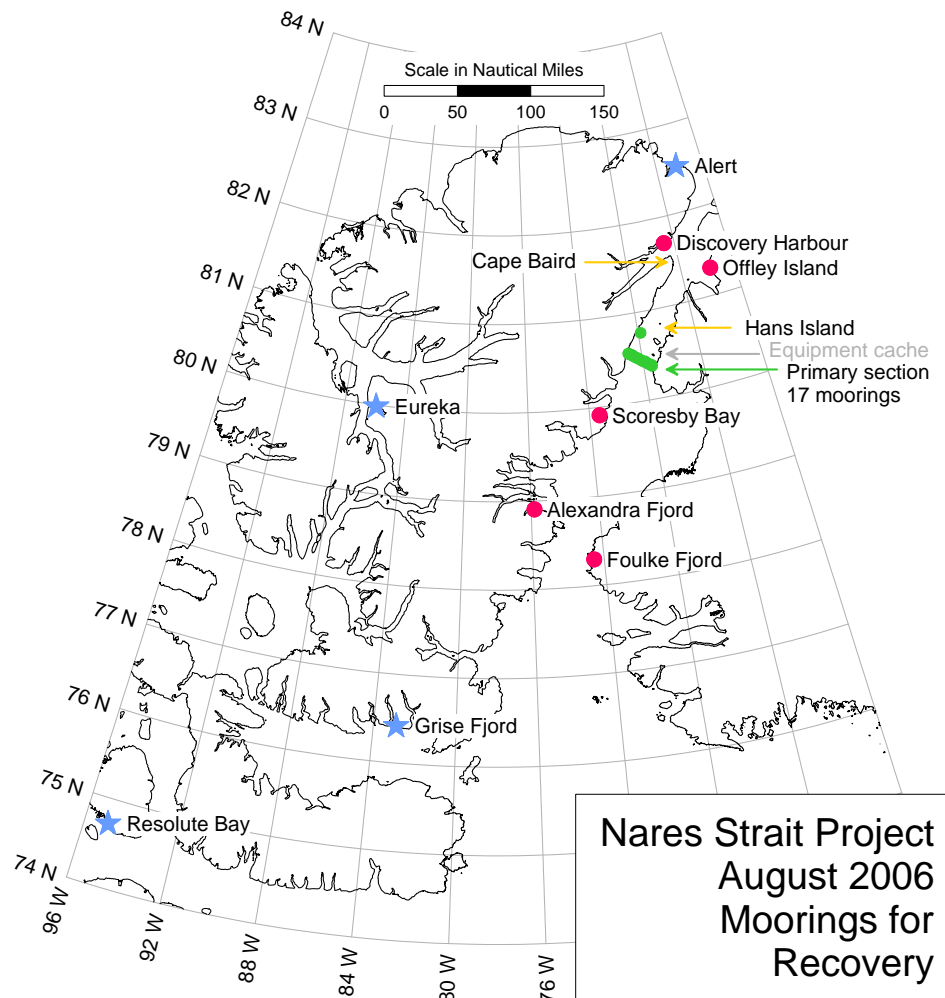 84 N
Scale in Nautical Miles
0 50 100 150
83 N
Alert
82 N
Discovery Harbour
Cape Baird
Offley Island
81 N
Hans Island
Equipment cache
80 N
Primary section
17 moorings
Eureka
Scoresby Bay
79 N
Alexandra Fjord
78 N
Foulke Fjord
77 N
76 N
Grise Fjord
75 N
Resolute Bay
74 N
96 W
92 W
88 W
84 W
80 W
76 W
Nares Strait Project
August 2006
Moorings for
Recovery